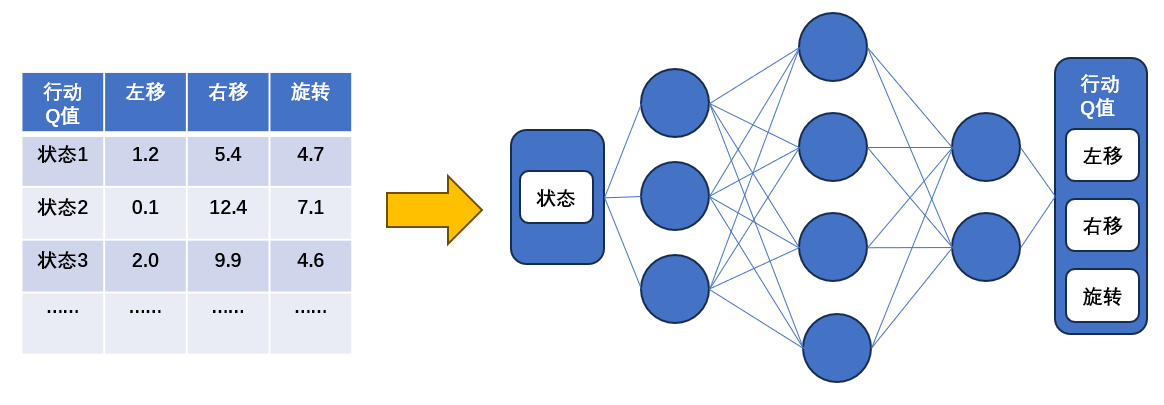 行动
Q值
左移
右移
旋转
状态1
1.2
5.4
4.7
状态2
0.1
12.4
7.1
状态3
2.0
9.9
4.6
……
……
……
……
状态
行动
Q值
左移
右移
旋转